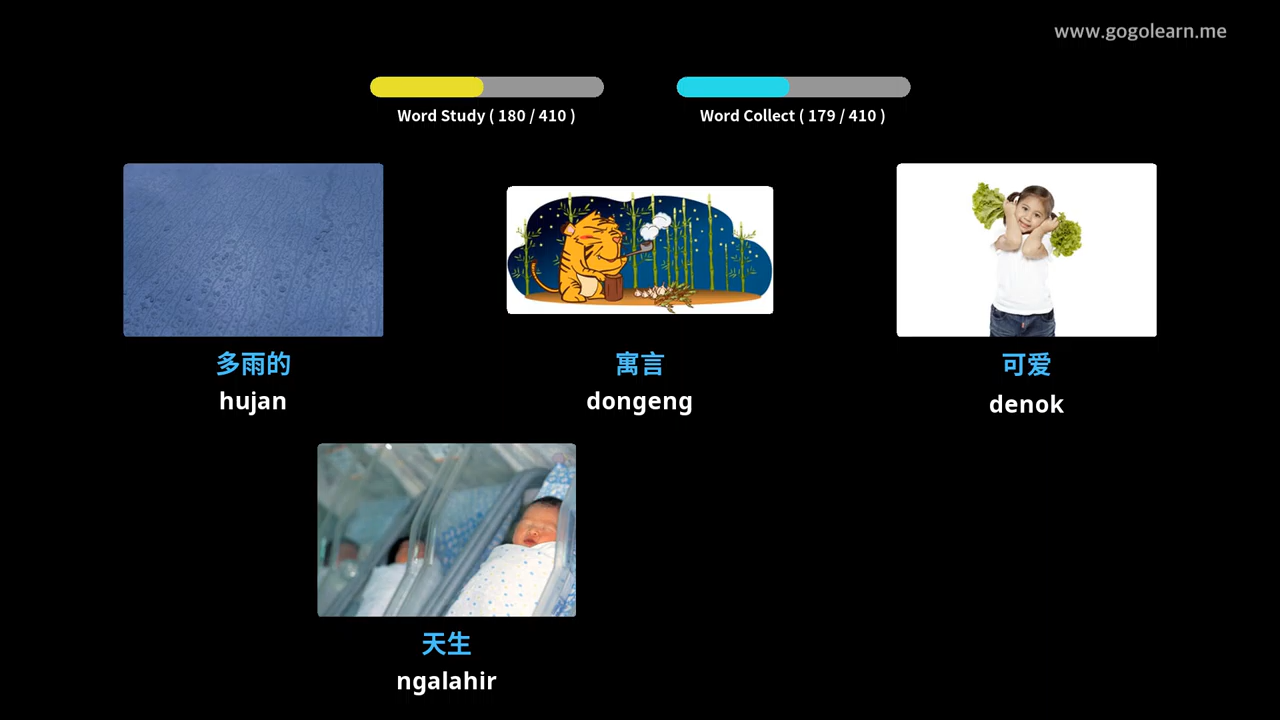 www.gogolearn.me
Word Study ( 180 / 410 )
Word Collect ( 179 / 410 )
多雨的
hujan
寓言
dongeng
可爱
denok
天生
ngalahir